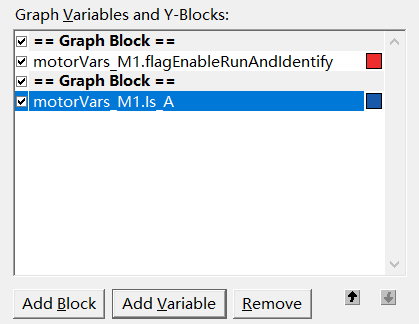 Graph Variables and Y-Blocks:
== Graph Block ==
motorVars_M1.flagEnableRunAndIdentify
== Graph Block ==
motorVars_M1.Is_A
Add Block Add Variable Remove